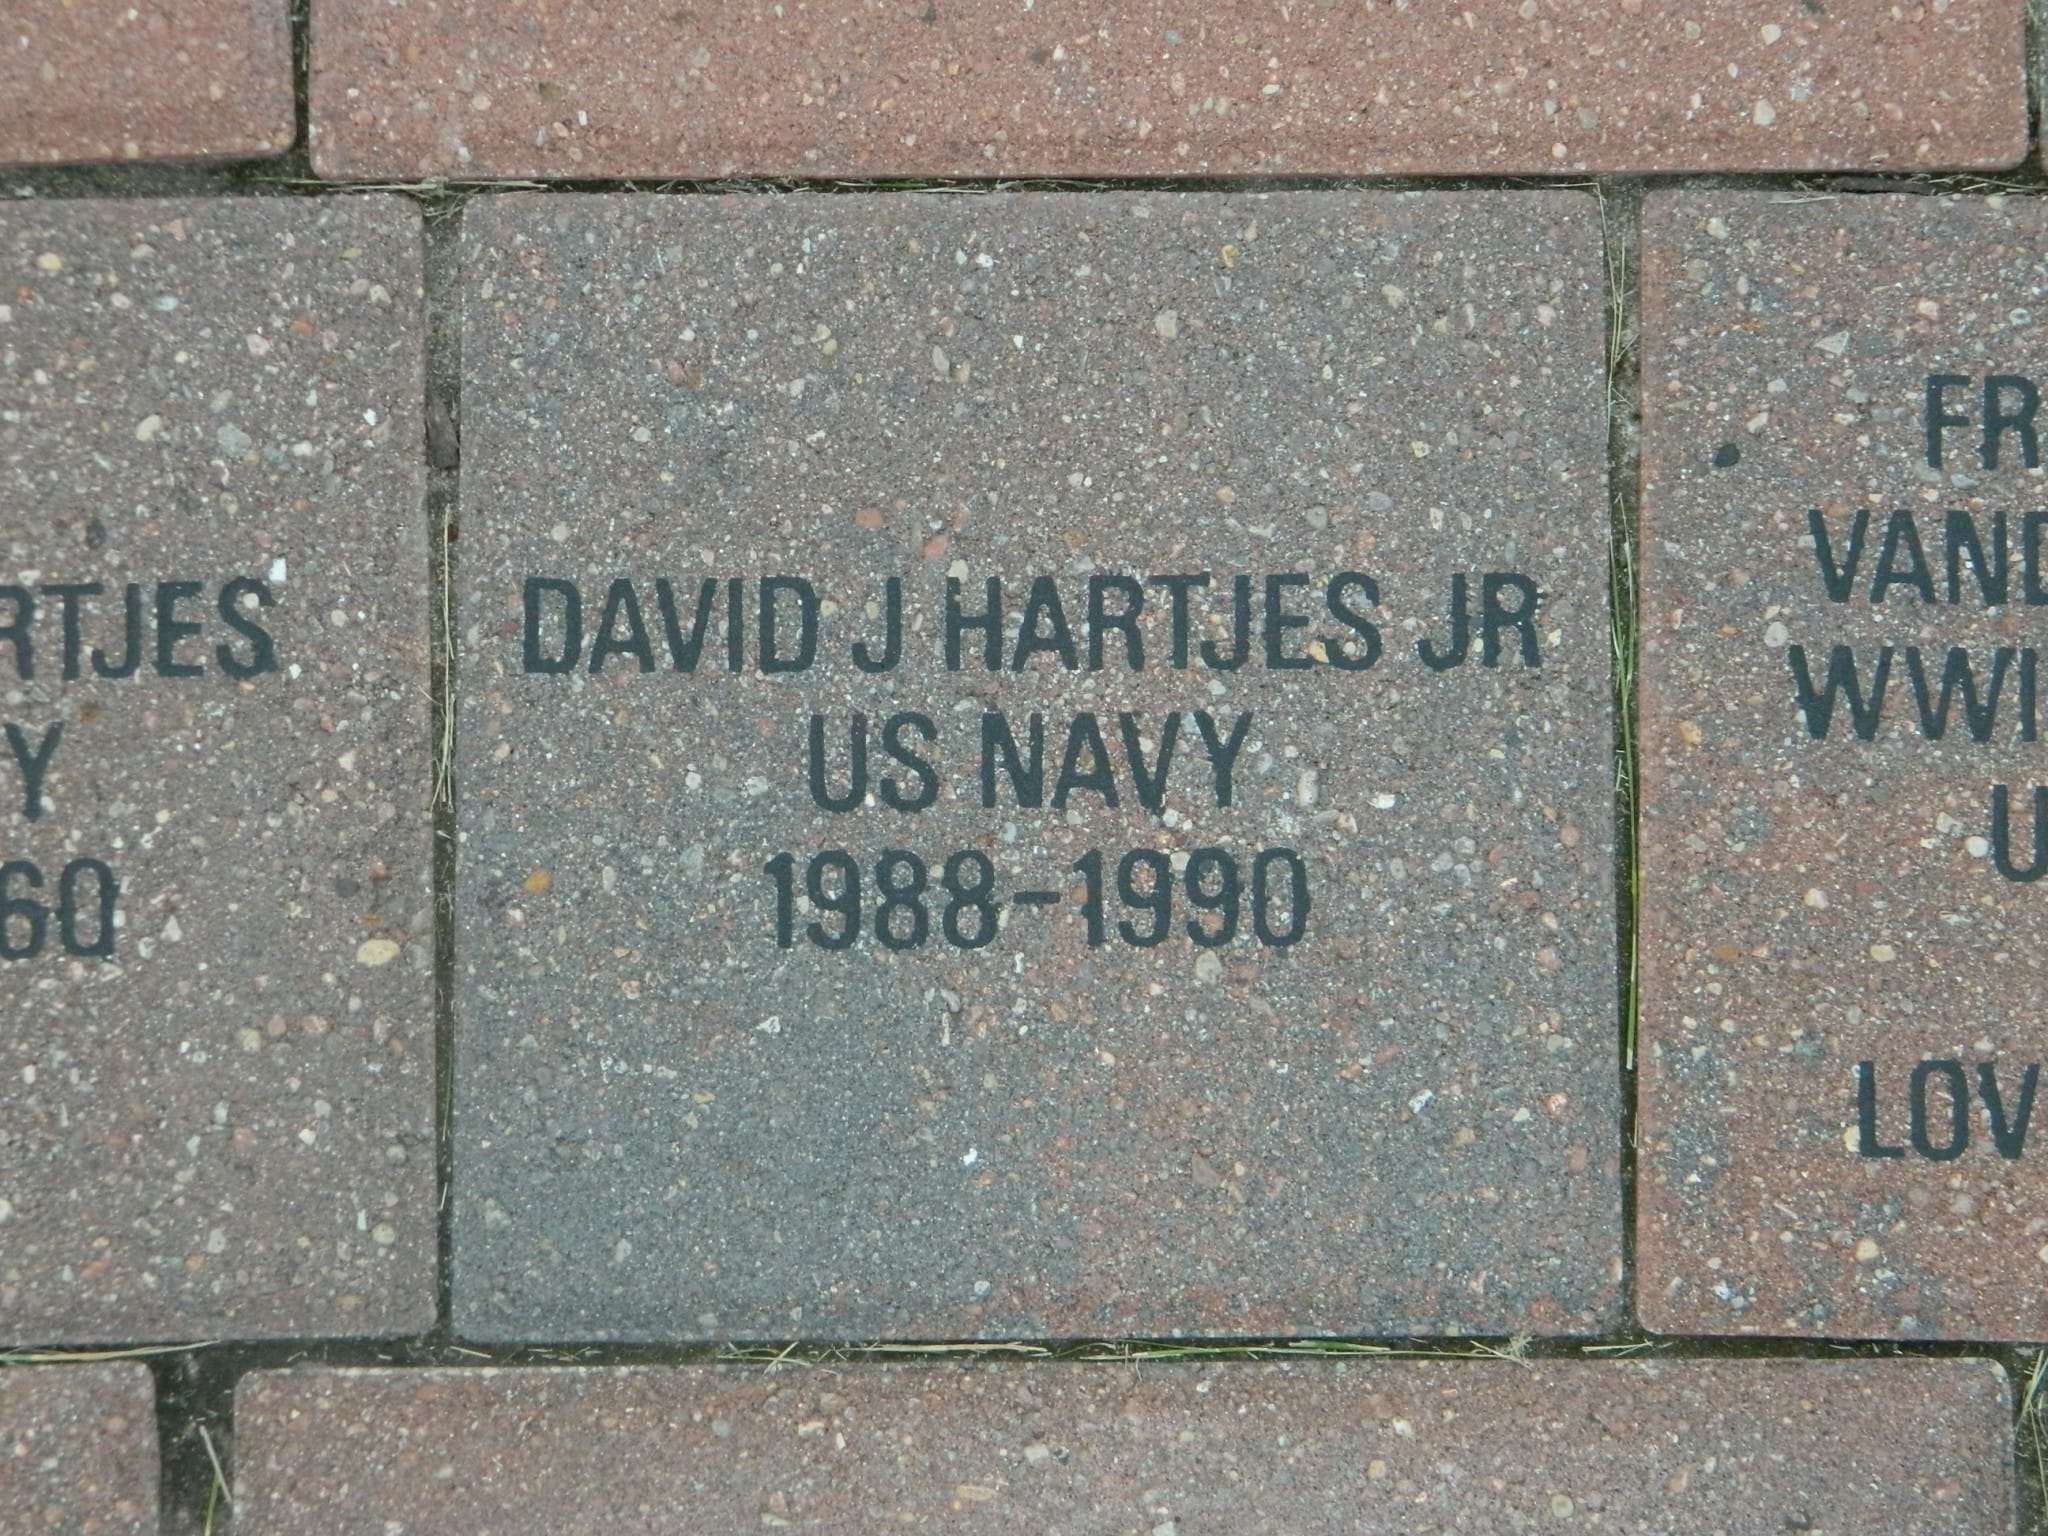 RTJES
Y
60
DAVID J HARTJES JR
US NAVY
1988-1990
FR
VAND
WWI
U
LOV